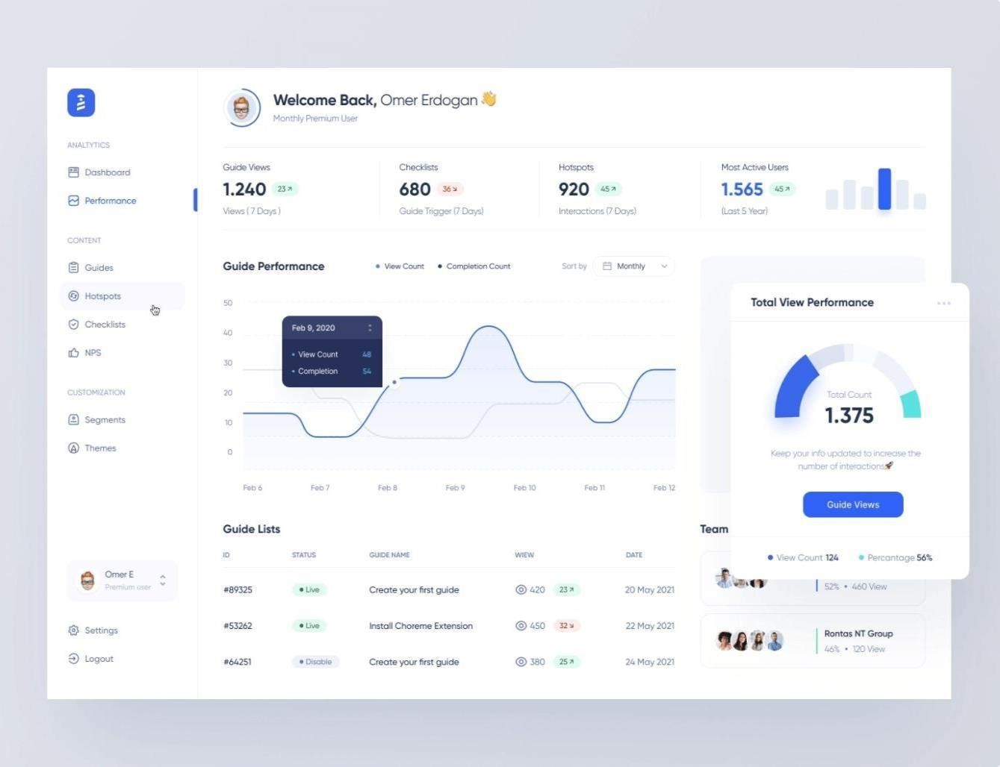 Welcome Back, Omer Erdogan
Monthly Premium User
ANALTYTICS
Dashboard
Performance
CONTENT
Guides
Hotspots
Checklists
NPS
CUSTOMIZATION
Segments
Themes
Omer E
Premium user
Settings
Logout
Guide Views
1.240 23
Views ( 7 Days )
Checklists
680 36
Guide Trigger (7 Days)
Hotspots
920 45
Interactions (7 Days)
Most Active Users
1.565 45
(Last 5 Year)
Guide Performance
View Count Completion Count
Sort by Monthly
50
40
30
20
10
0
Feb 9, 2020
View Count 48
Completion 54
Feb 6 Feb 7 Feb 8 Feb 9 Feb 10 Feb 11 Feb 12
Total View Performance
Total Count
1.375
Keep your info updated to increase the
number of interactions
Guide Views
View Count 124 Percantage 56%
Guide Lists
ID STATUS GUIDE NAME WIEW DATE
#89325 Live Create your first guide 420 23 20 May 2021
#53262 Live Install Choreme Extension 450 32 22 May 2021
#64251 Disable Create your first guide 380 25 24 May 2021
Team
52% • 460 View
Rontas NT Group
46% • 120 View